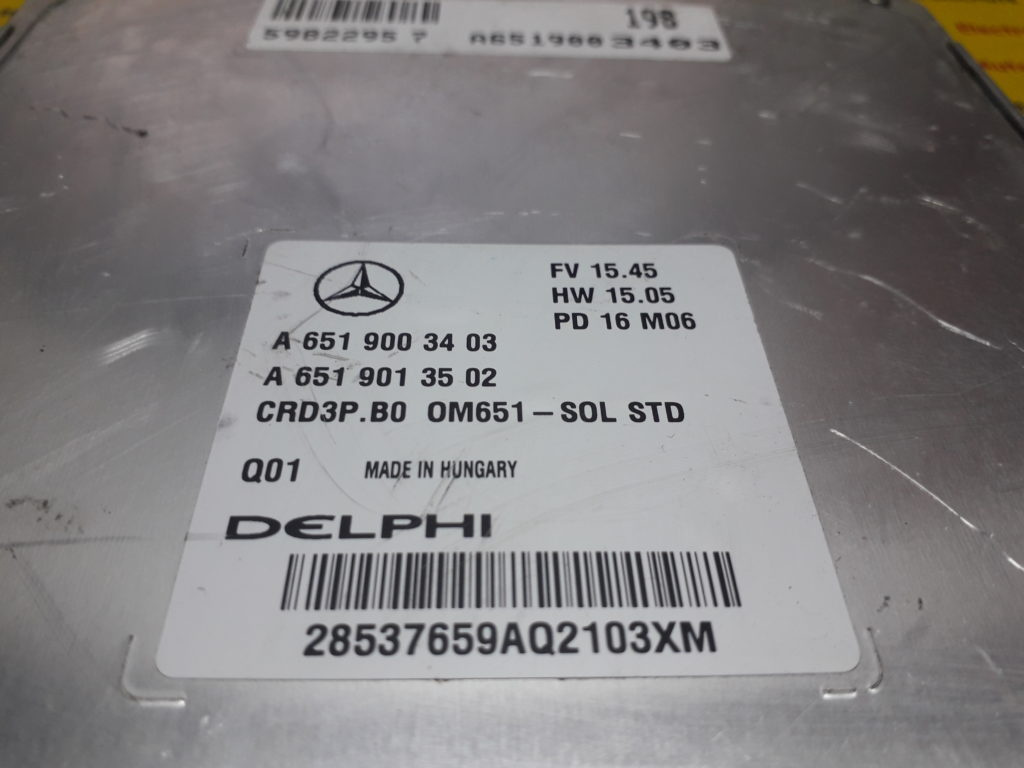 198
5982295 7 A6519003403
FV 15.45
HW 15.05
PD 16 M06
A 651 900 34 03
A 651 901 35 02
CRD3P.B0 OM651 – SOL STD
Q01 MADE IN HUNGARY
DELPHI
28537659AQ2103XM